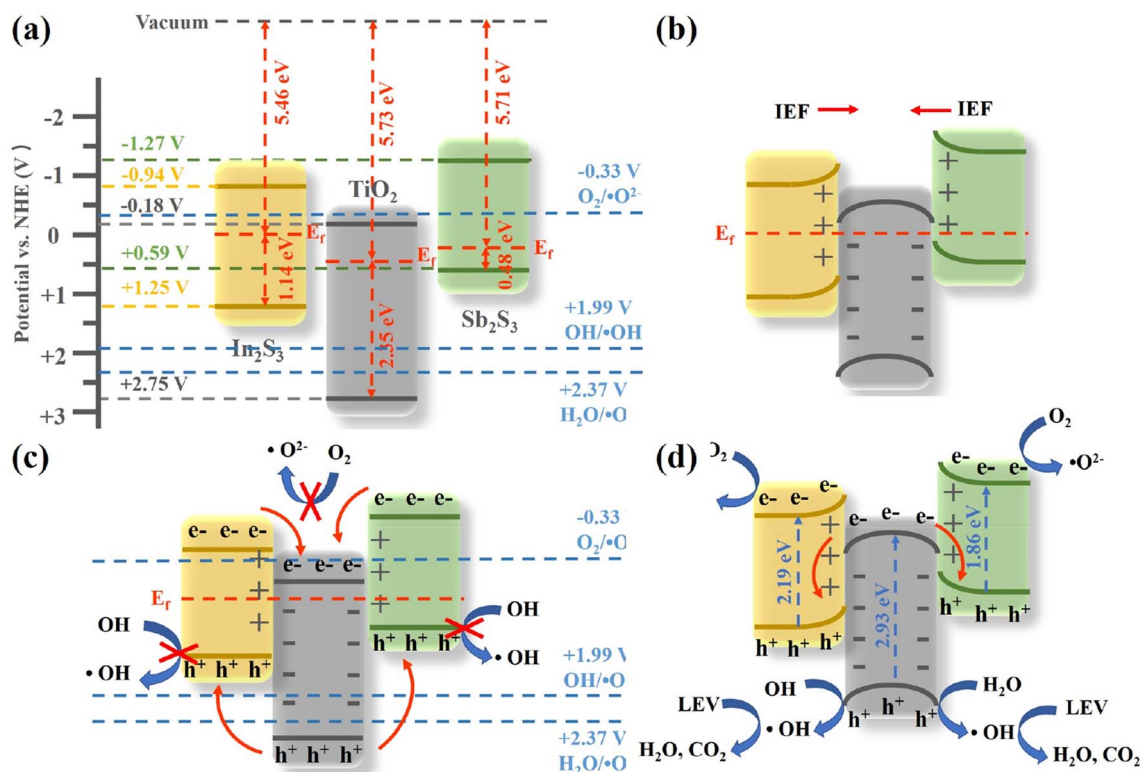 (a)
Vacuum
Potential vs. NHE (V)
-2
-1
0
+1
+2
+3
-1.27 V
-0.94 V
-0.18 V
+0.59 V
+1.25 V
+2.75 V
5.46 eV
5.73 eV
5.71 eV
TiO2
Ef
Ef
Ef
1.14 eV
2.35 eV
0.48 eV
In2S3
Sb2S3
-0.33 V
O2/•O2-
+1.99 V
OH/•OH
+2.37 V
H2O/•O
(b)
IEF
IEF
+ +
+ +
+ +
Ef
(c)
• O2-
O2
e- e- e-
e- e- e-
e- e- e-
-0.33
O2/•O
+ +
+ +
+ +
Ef
OH
• OH
OH
• OH
h+ h+ h+
h+ h+ h+
h+ h+ h+
+1.99 V
OH/•O
+2.37 V
H2O/•O
(d)
O2
O2
•O2-
e- e- e-
e- e- e-
e- e- e-
+ +
+ +
+ +
2.19 eV
2.93 eV
1.86 eV
h+ h+ h+
h+ h+ h+
h+ h+ h+
LEV
H2O, CO2
OH
• OH
H2O
• OH
LEV
H2O, CO2